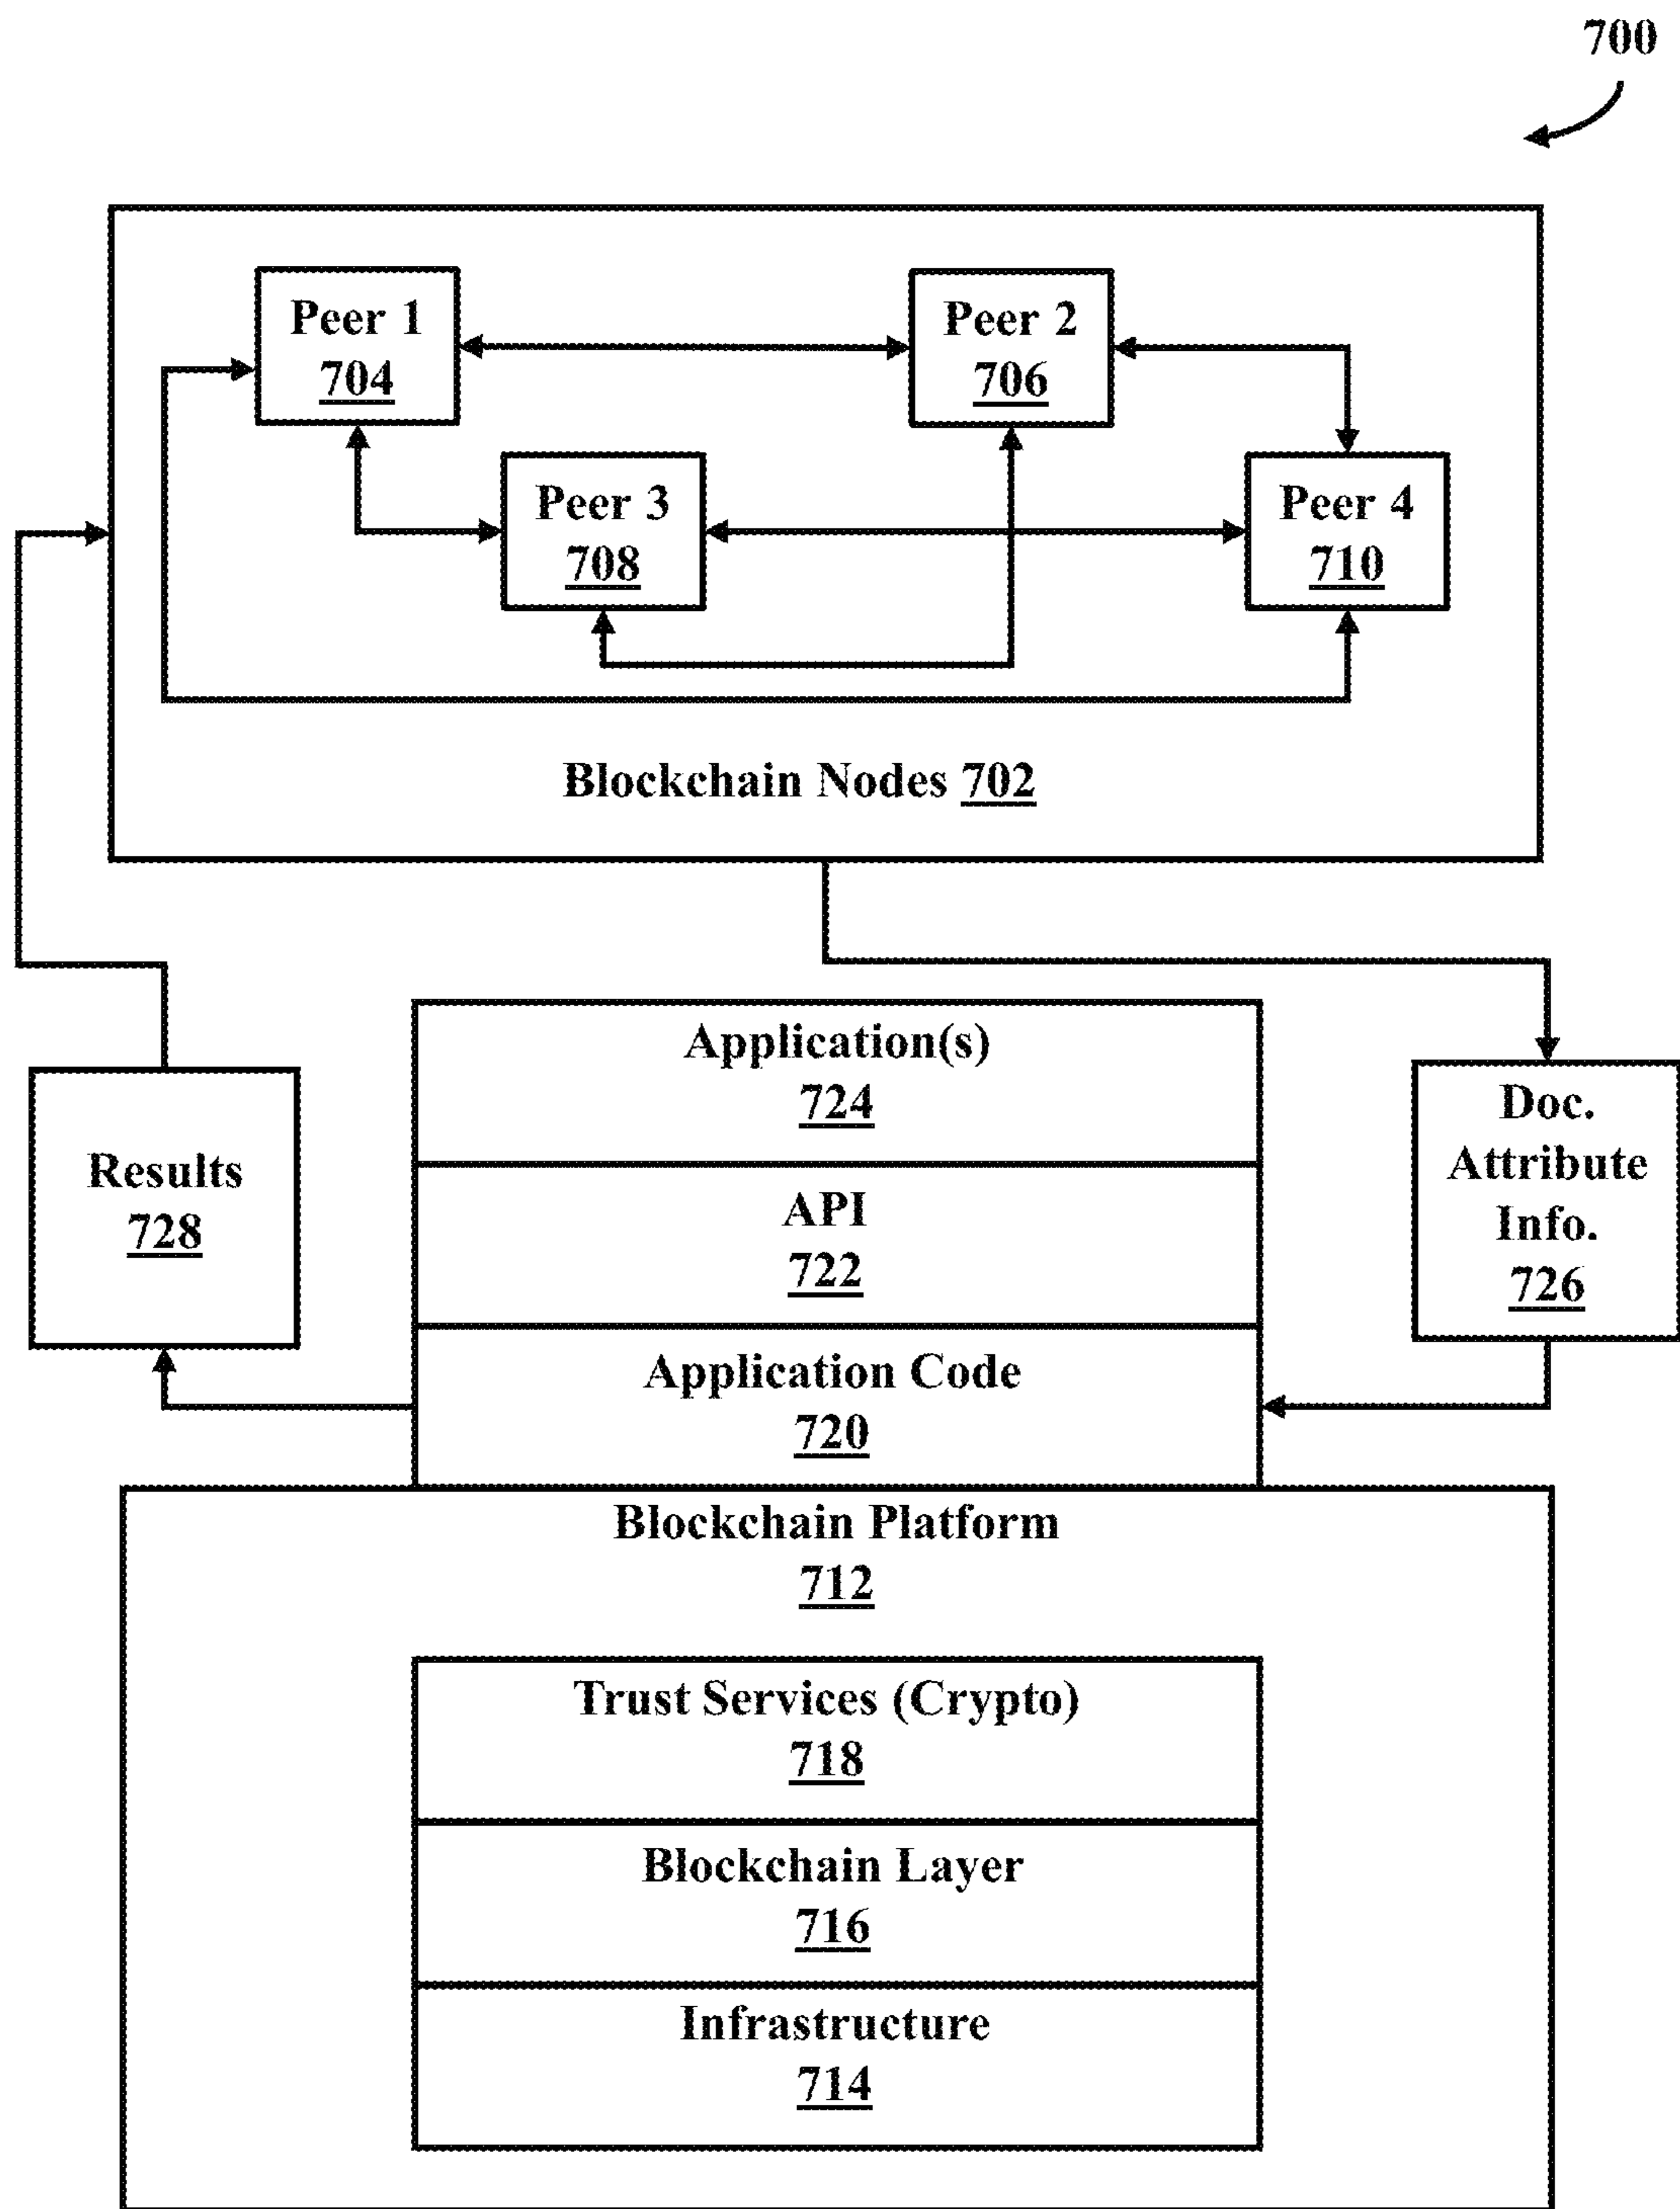 700
Peer 1
704
Peer 2
706
Peer 3
708
Peer 4
710
Blockchain Nodes 702
Application(s)
724
Results
728
API
722
Doc.
Attribute
Info.
726
Application Code
720
Blockchain Platform
712
Trust Services (Crypto)
718
Blockchain Layer
716
Infrastructure
714